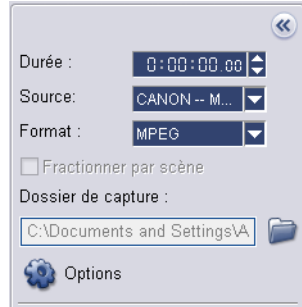 Durée :
0:00:00.00
Source:
CANON -- M...
Format :
MPEG
Fractionner par scène
Dossier de capture :
C:\Documents and Settings\A
Options